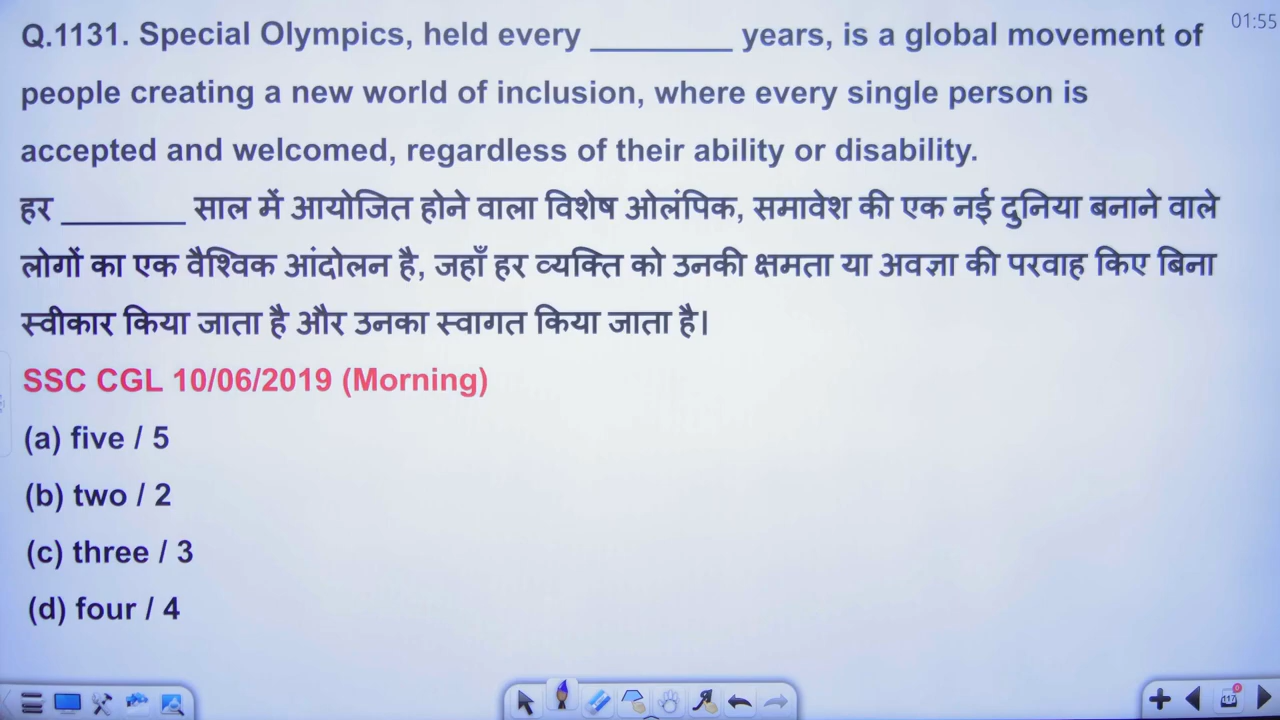 01:55
Q.1131. Special Olympics, held every ________ years, is a global movement of
people creating a new world of inclusion, where every single person is
accepted and welcomed, regardless of their ability or disability.
हर _______ साल में आयोजित होने वाला विशेष ओलंपिक, समावेश की एक नई दुनिया बनाने वाले
लोगों का एक वैश्विक आंदोलन है, जहाँ हर व्यक्ति को उनकी क्षमता या अवज्ञा की परवाह किए बिना
स्वीकार किया जाता है और उनका स्वागत किया जाता है।
SSC CGL 10/06/2019 (Morning)
(a) five / 5
(b) two / 2
(c) three / 3
(d) four / 4
117